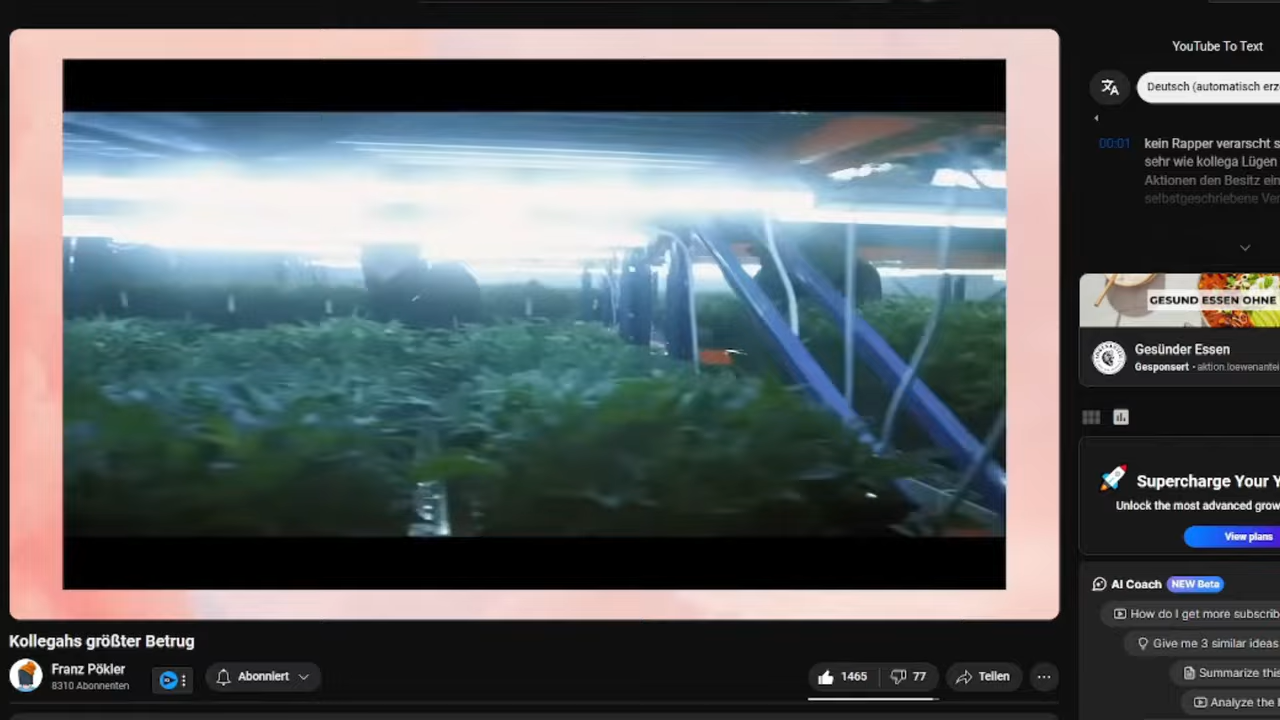 YouTube To Text
Deutsch (automatisch erze
00:01
kein Rapper verarscht s
sehr wie kollega Lügen
Aktionen den Besitz ein
selbstgeschriebene Ver
GESUND ESSEN OHNE
Gesünder Essen
Gesponsert · aktion.loewenantei
Supercharge Your Y
Unlock the most advanced grow
View plans
AI Coach NEW Beta
How do I get more subscrib
Give me 3 similar ideas
Summarize this
Analyze the
Kollegahs größter Betrug
Franz Pökler
8310 Abonnenten
Abonniert
1465
77
Teilen